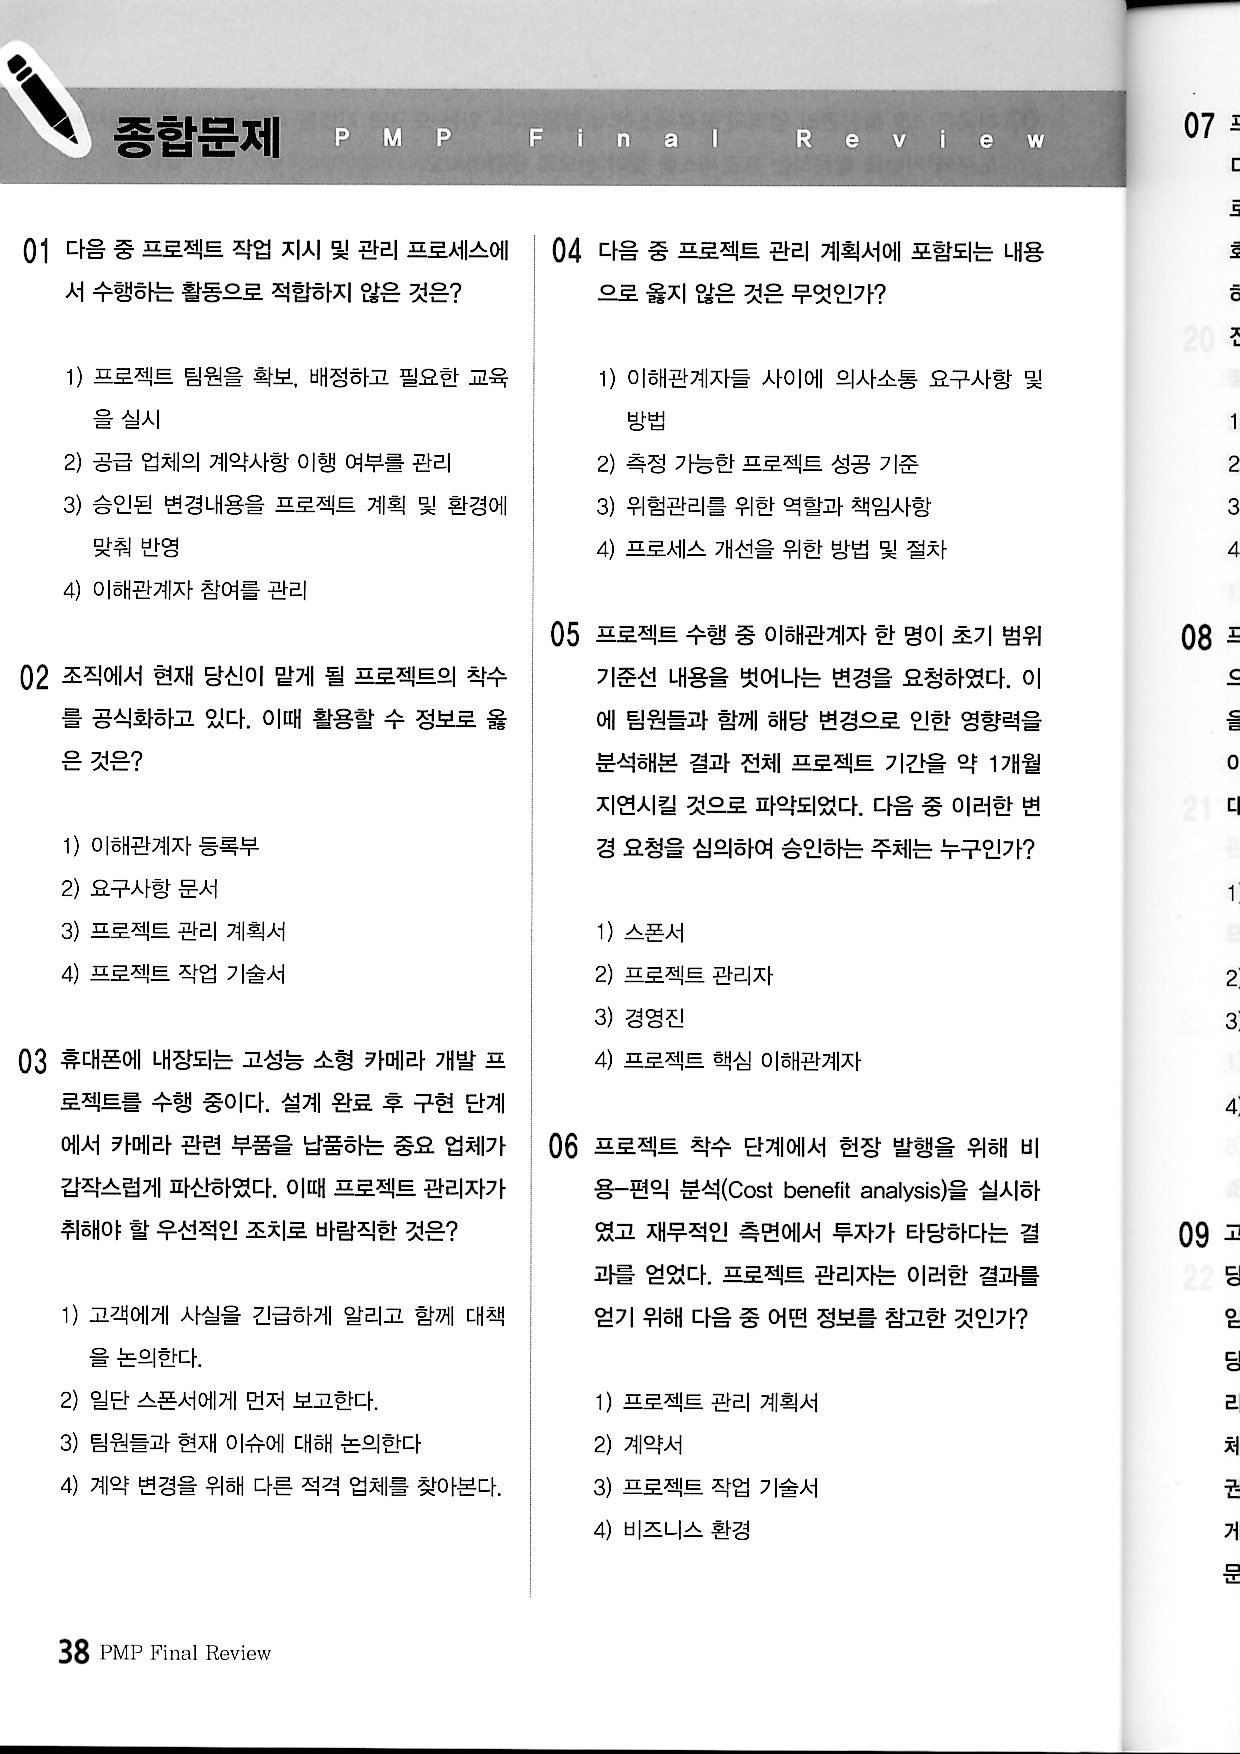 종합문제 PMP Final Review
01 다음 중 프로젝트 작업 지시 및 관리 프로세스에
서 수행하는 활동으로 적합하지 않은 것은?
1) 프로젝트 팀원을 확보, 배정하고 필요한 교육
을 실시
2) 공급 업체의 계약사항 이행 여부를 관리
3) 승인된 변경내용을 프로젝트 계획 및 환경에
맞춰 반영
4) 이해관계자 참여를 관리
02 조직에서 현재 당신이 맡게 될 프로젝트의 착수
를 공식화하고 있다. 이때 활용할 수 정보로 옳
은 것은?
1) 이해관계자 등록부
2) 요구사항 문서
3) 프로젝트 관리 계획서
4) 프로젝트 작업 기술서
03 휴대폰에 내장되는 고성능 소형 카메라 개발 프
로젝트를 수행 중이다. 설계 완료 후 구현 단계
에서 카메라 관련 부품을 납품하는 중요 업체가
갑작스럽게 파산하였다. 이때 프로젝트 관리자가
취해야 할 우선적인 조치로 바람직한 것은?
1) 고객에게 사실을 긴급하게 알리고 함께 대책
을 논의한다.
2) 일단 스폰서에게 먼저 보고한다.
3) 팀원들과 현재 이슈에 대해 논의한다
4) 계약 변경을 위해 다른 적격 업체를 찾아본다.
04 다음 중 프로젝트 관리 계획서에 포함되는 내용
으로 옳지 않은 것은 무엇인가?
1) 이해관계자들 사이에 의사소통 요구사항 및
방법
2) 측정 가능한 프로젝트 성공 기준
3) 위험관리를 위한 역할과 책임사항
4) 프로세스 개선을 위한 방법 및 절차
05 프로젝트 수행 중 이해관계자 한 명이 초기 범위
기준선 내용을 벗어나는 변경을 요청하였다. 이
에 팀원들과 함께 해당 변경으로 인한 영향력을
분석해본 결과 전체 프로젝트 기간을 약 1개월
지연시킬 것으로 파악되었다. 다음 중 이러한 변
경 요청을 심의하여 승인하는 주체는 누구인가?
1) 스폰서
2) 프로젝트 관리자
3) 경영진
4) 프로젝트 핵심 이해관계자
06 프로젝트 착수 단계에서 헌장 발행을 위해 비
용–편익 분석(Cost benefit analysis)을 실시하
였고 재무적인 측면에서 투자가 타당하다는 결
과를 얻었다. 프로젝트 관리자는 이러한 결과를
얻기 위해 다음 중 어떤 정보를 참고한 것인가?
1) 프로젝트 관리 계획서
2) 계약서
3) 프로젝트 작업 기술서
4) 비즈니스 환경
38 PMP Final Review
07
08
09